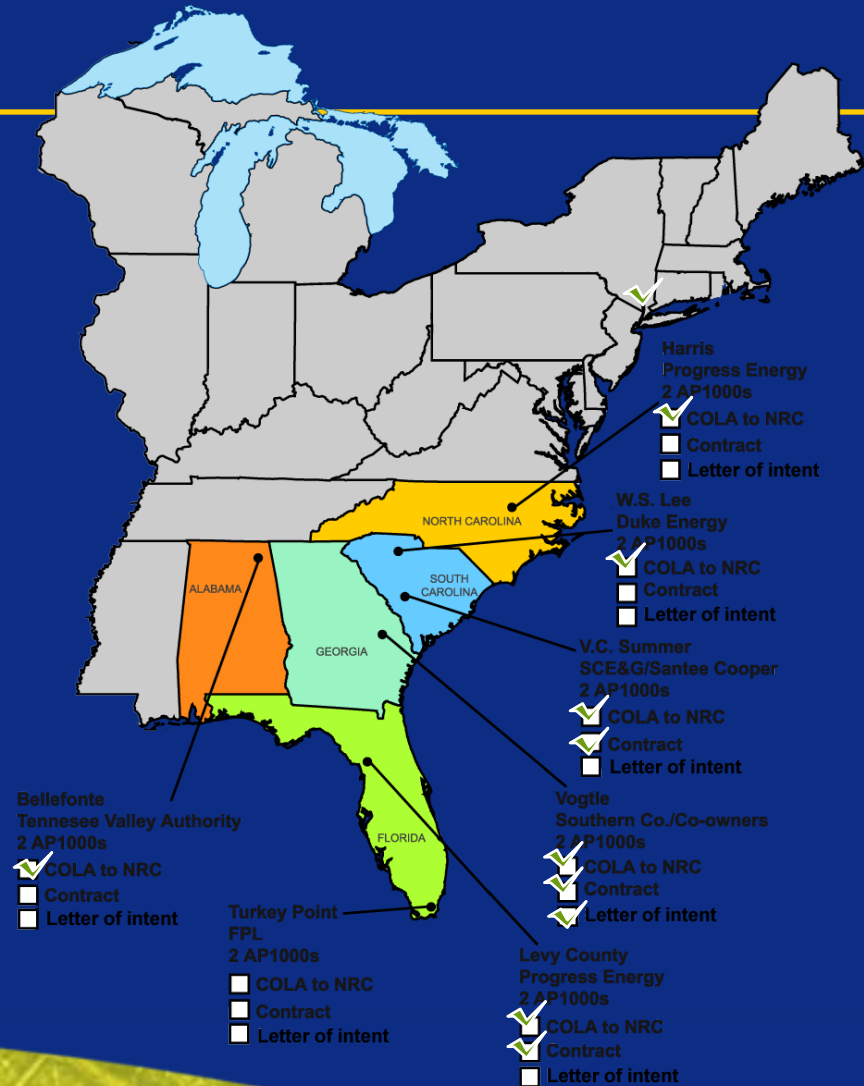 Harris
Progress Energy
2 AP1000s
COLA to NRC
Contract
Letter of intent
W.S. Lee
Duke Energy
2 AP1000s
COLA to NRC
Contract
Letter of intent
NORTH CAROLINA
ALABAMA
SOUTH
CAROLINA
GEORGIA
V.C. Summer
SCE&G/Santee Cooper
2 AP1000s
COLA to NRC
Contract
Letter of intent
Bellefonte
Tennesee Valley Authority
2 AP1000s
COLA to NRC
Contract
Letter of intent
Vogtle
Southern Co./Co-owners
2 AP1000s
COLA to NRC
Contract
Letter of intent
FLORIDA
Turkey Point
FPL
2 AP1000s
COLA to NRC
Contract
Letter of intent
Levy County
Progress Energy
2 AP1000s
COLA to NRC
Contract
Letter of intent